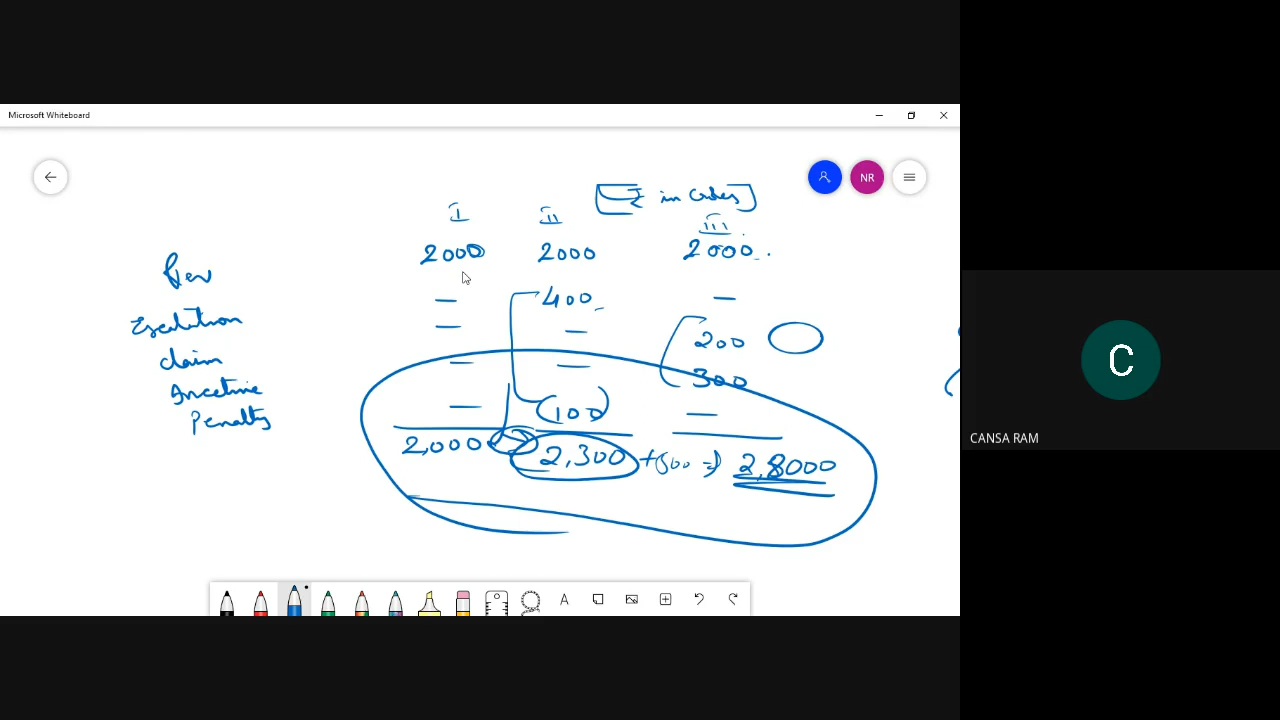 Microsoft Whiteboard
NR
[₹ in Crores]
I II III
Rev 2000 2000 2000
Escalation — 400 —
claim — — 200
Incentive — — 300
Penalty — (100) —
2,000 2,300 +500 ⇒ 2,8000
A
C
CANSA RAM